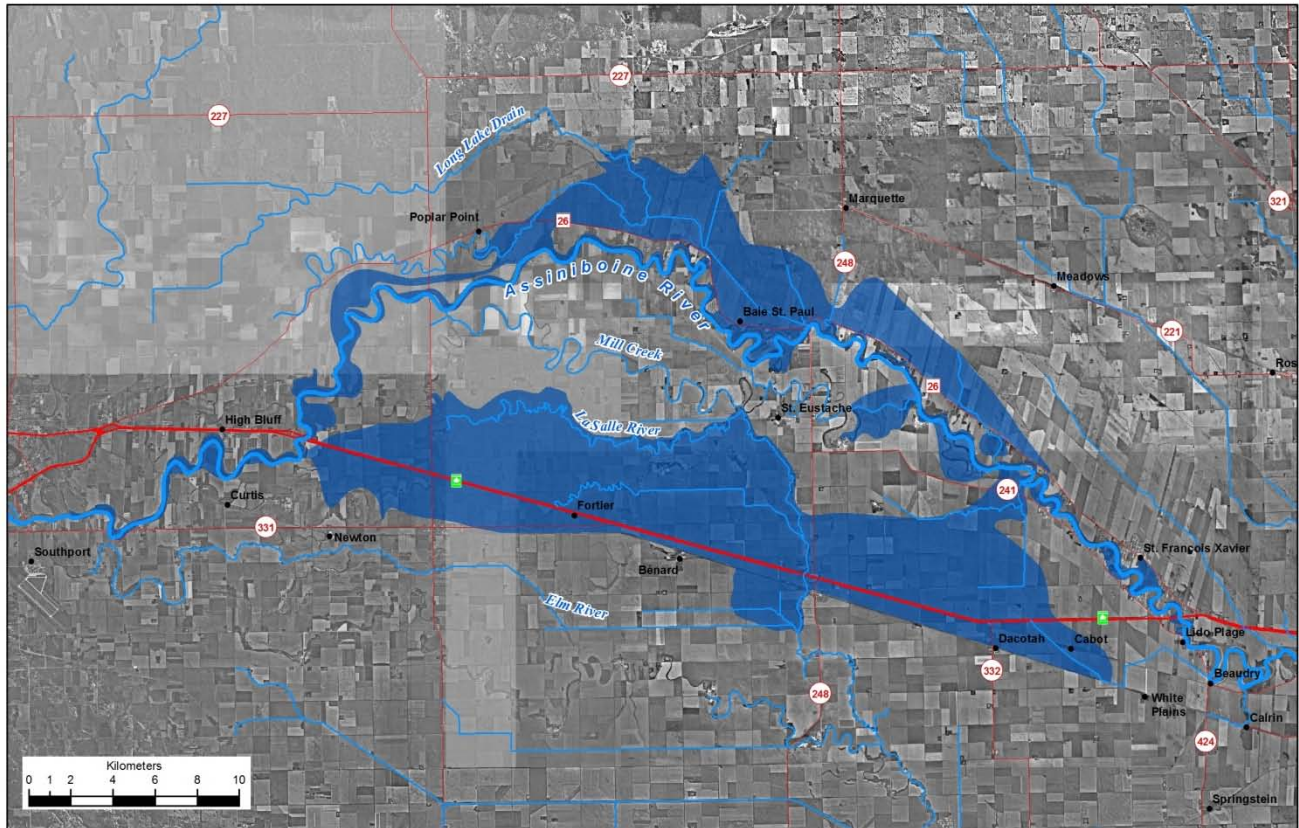 227
227
Long Lake Drain
321
Marquette
Poplar Point
26
248
Meadows
Assiniboine River
Baie St. Paul
221
Mill Creek
Ros
26
St. Eustache
La Salle River
High Bluff
241
Curtis
Fortier
331
Newton
Southport
Benard
St. François Xavier
Elm River
Lido Plage
Dacotah
Cabot
332
Beaudry
248
White
Plains
Calrin
424
Kilometers
0 1 2 4 6 8 10
Springstein